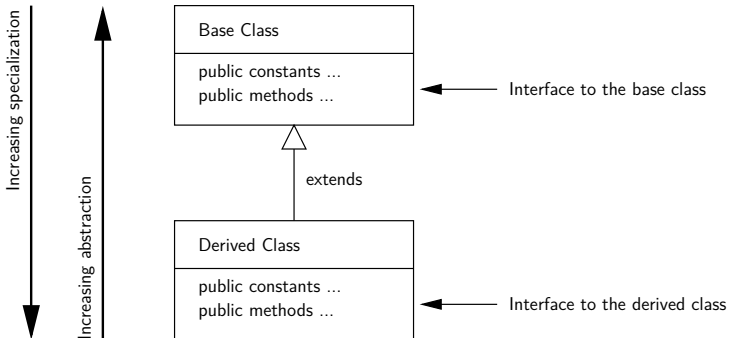 Increasing specialization
Increasing abstraction
Base Class
public constants ...
public methods ...
Interface to the base class
extends
Derived Class
public constants ...
public methods ...
Interface to the derived class